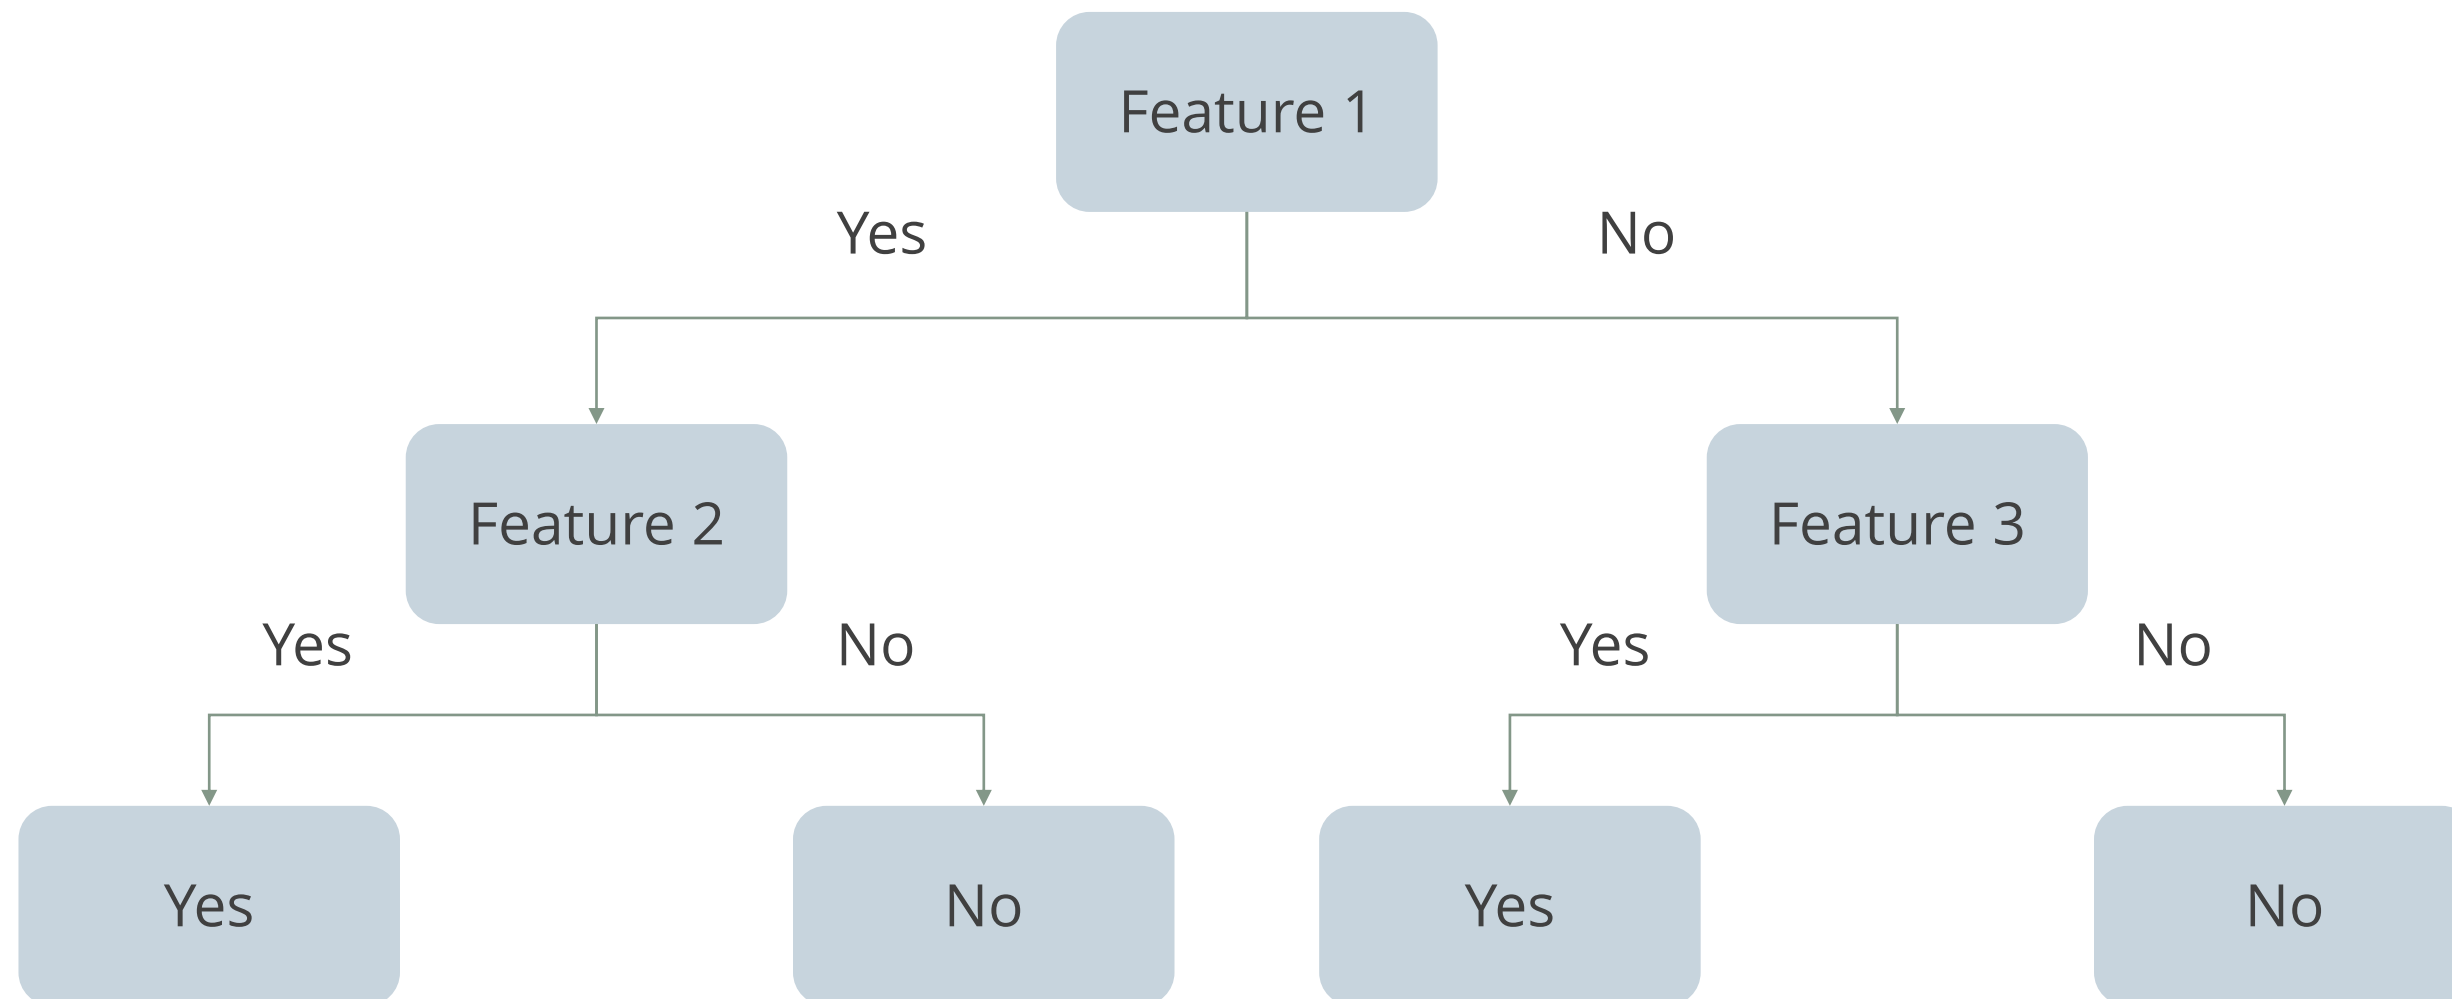 Feature 1
Yes
No
Feature 2
Feature 3
Yes
No
Yes
No
Yes
No
Yes
No